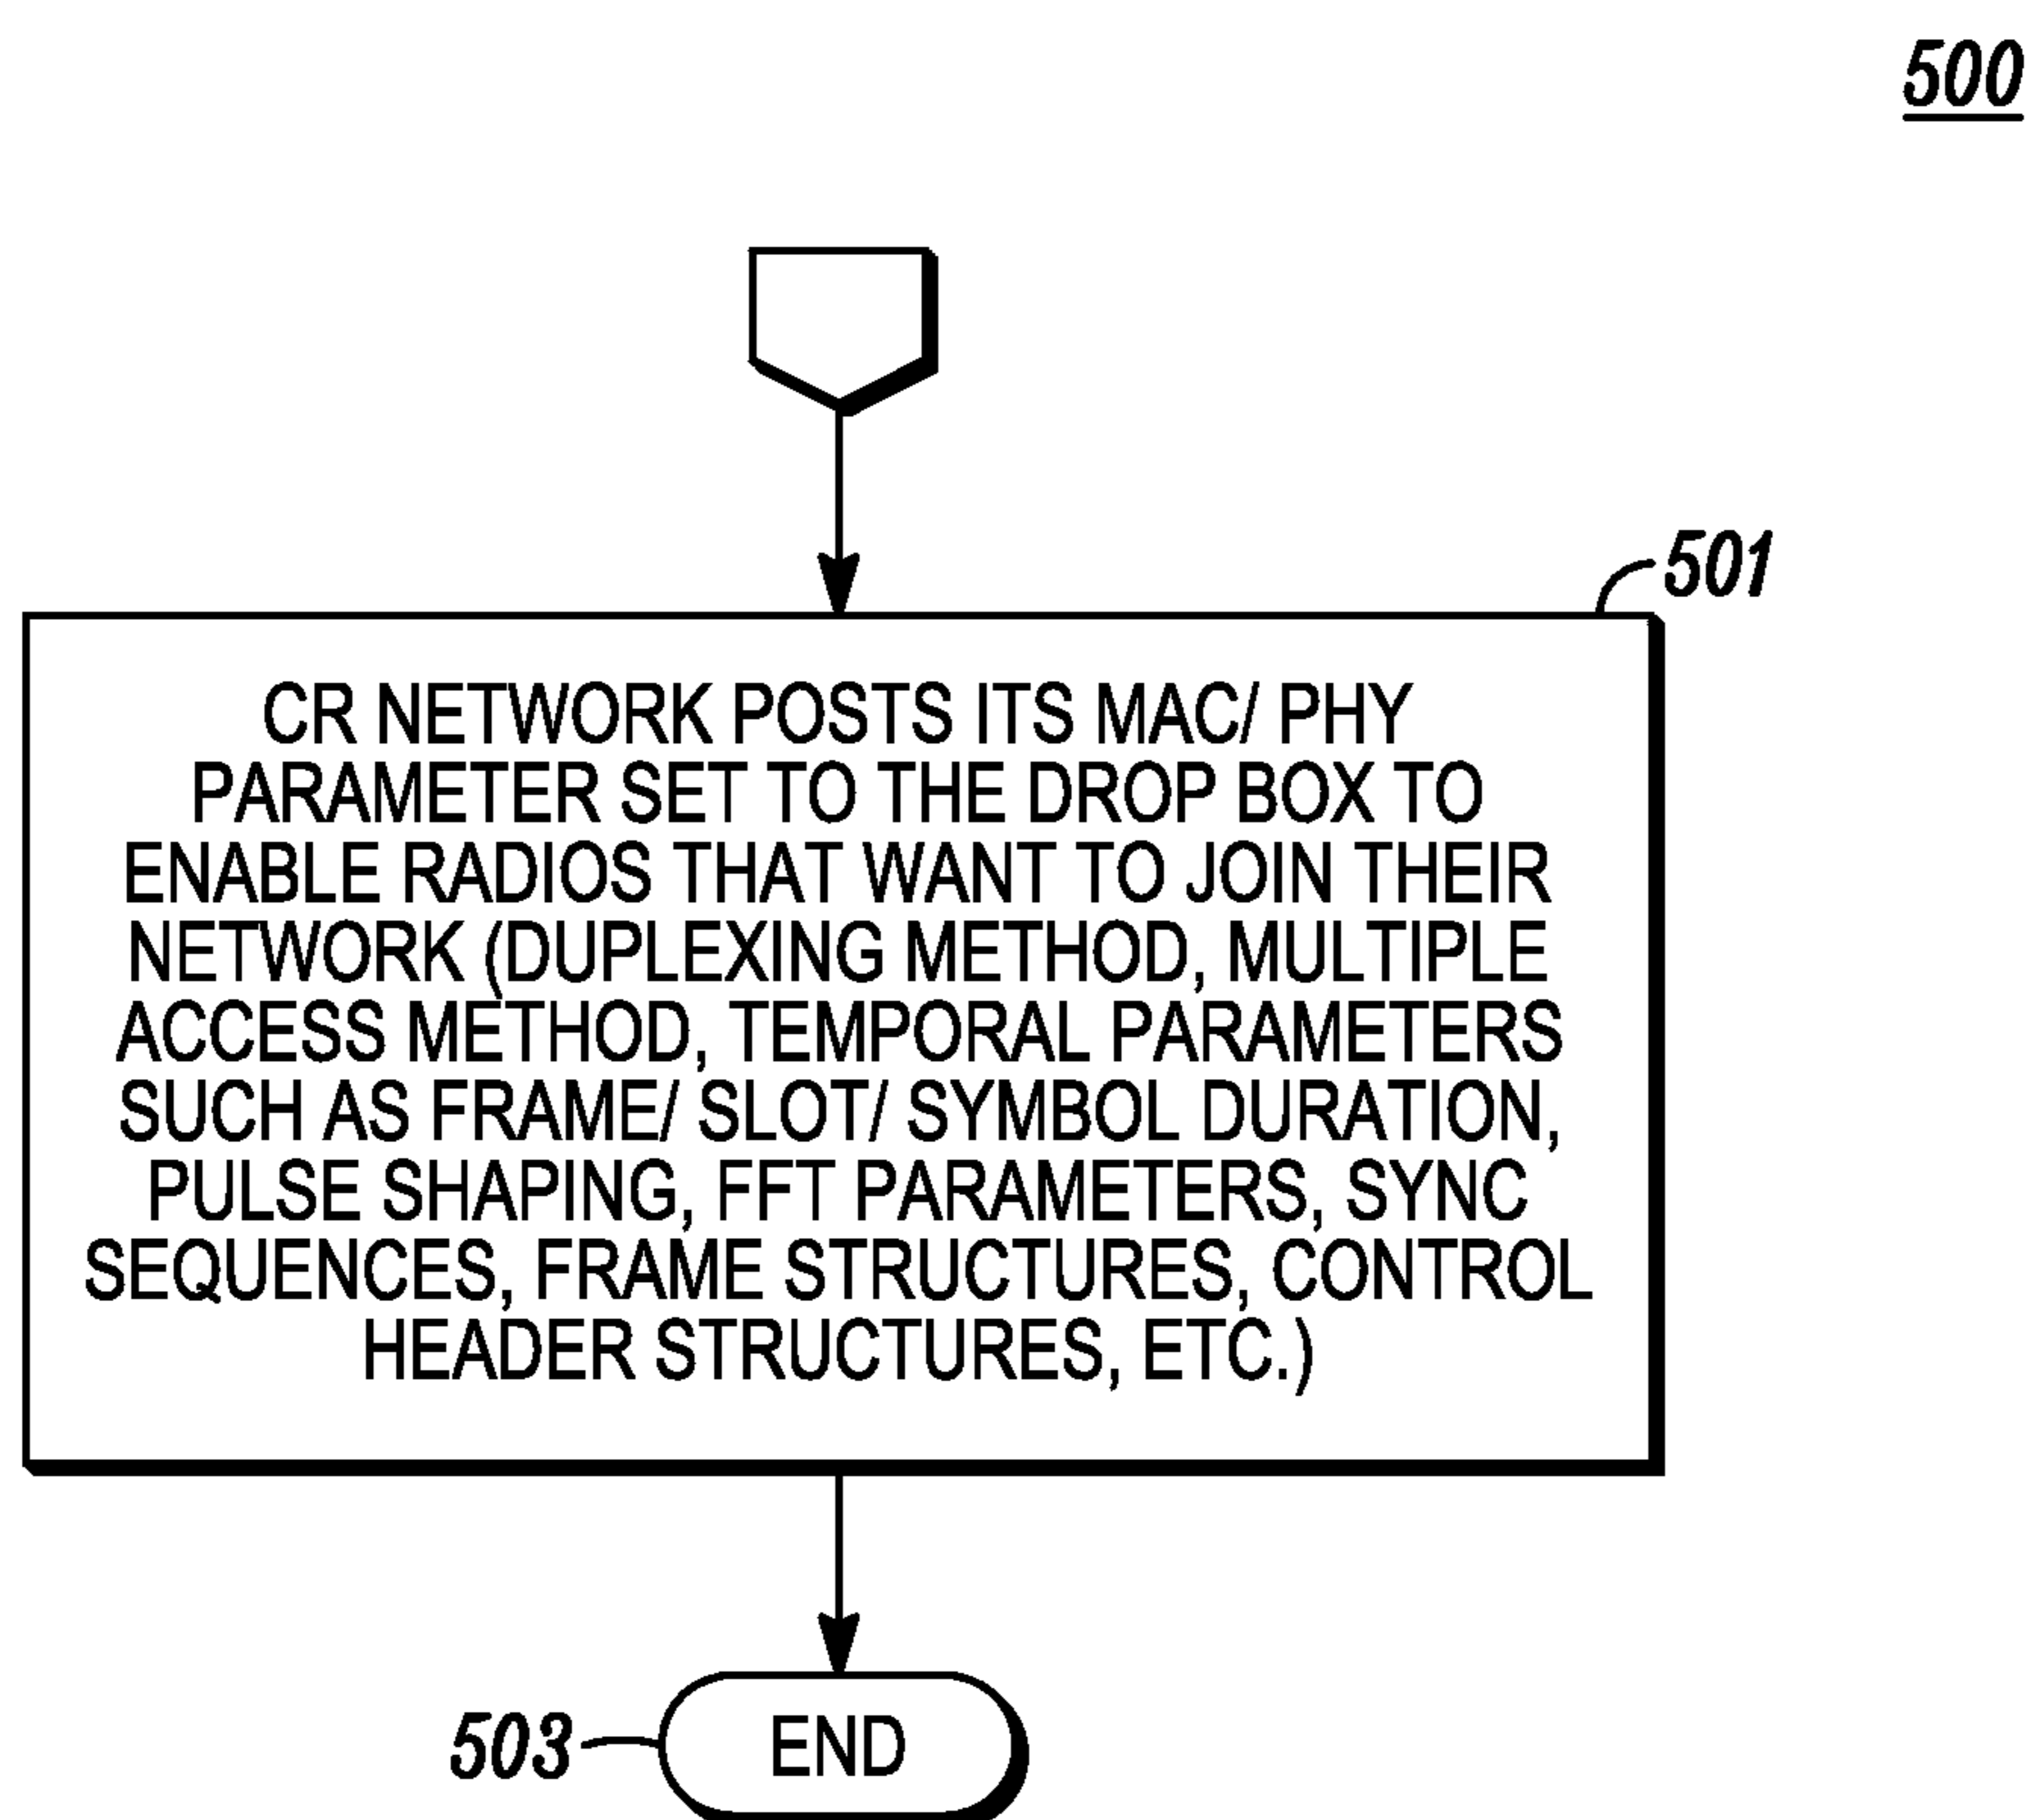 500
501
CR NETWORK POSTS ITS MAC/ PHY
PARAMETER SET TO THE DROP BOX TO
ENABLE RADIOS THAT WANT TO JOIN THEIR
NETWORK (DUPLEXING METHOD, MULTIPLE
ACCESS METHOD, TEMPORAL PARAMETERS
SUCH AS FRAME/ SLOT/ SYMBOL DURATION,
PULSE SHAPING, FFT PARAMETERS, SYNC
SEQUENCES, FRAME STRUCTURES, CONTROL
HEADER STRUCTURES, ETC.)
503
END